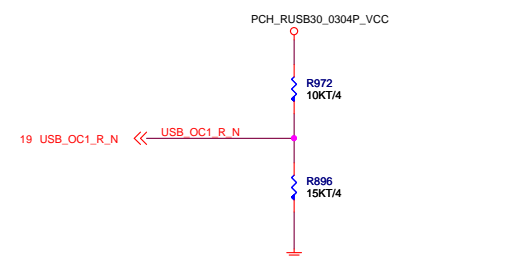 PCH_RUSB30_0304P_VCC
R972
10KT/4
19 USB_OC1_R_N
USB_OC1_R_N
R896
15KT/4